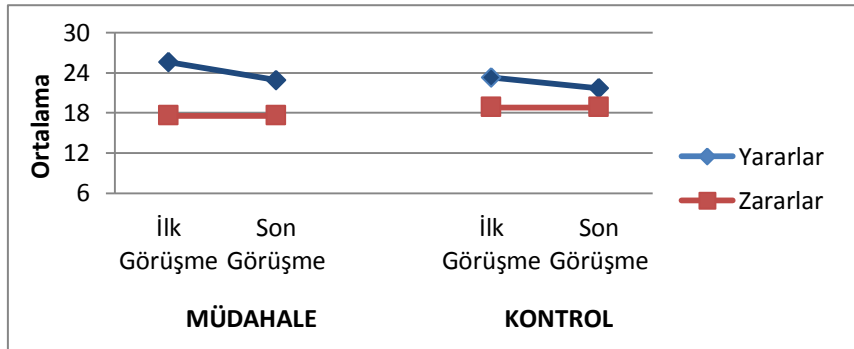 30
24
18
12
6
Ortalama
İlk Görüşme
Son Görüşme
İlk Görüşme
Son Görüşme
MÜDAHALE
KONTROL
Yararlar
Zararlar